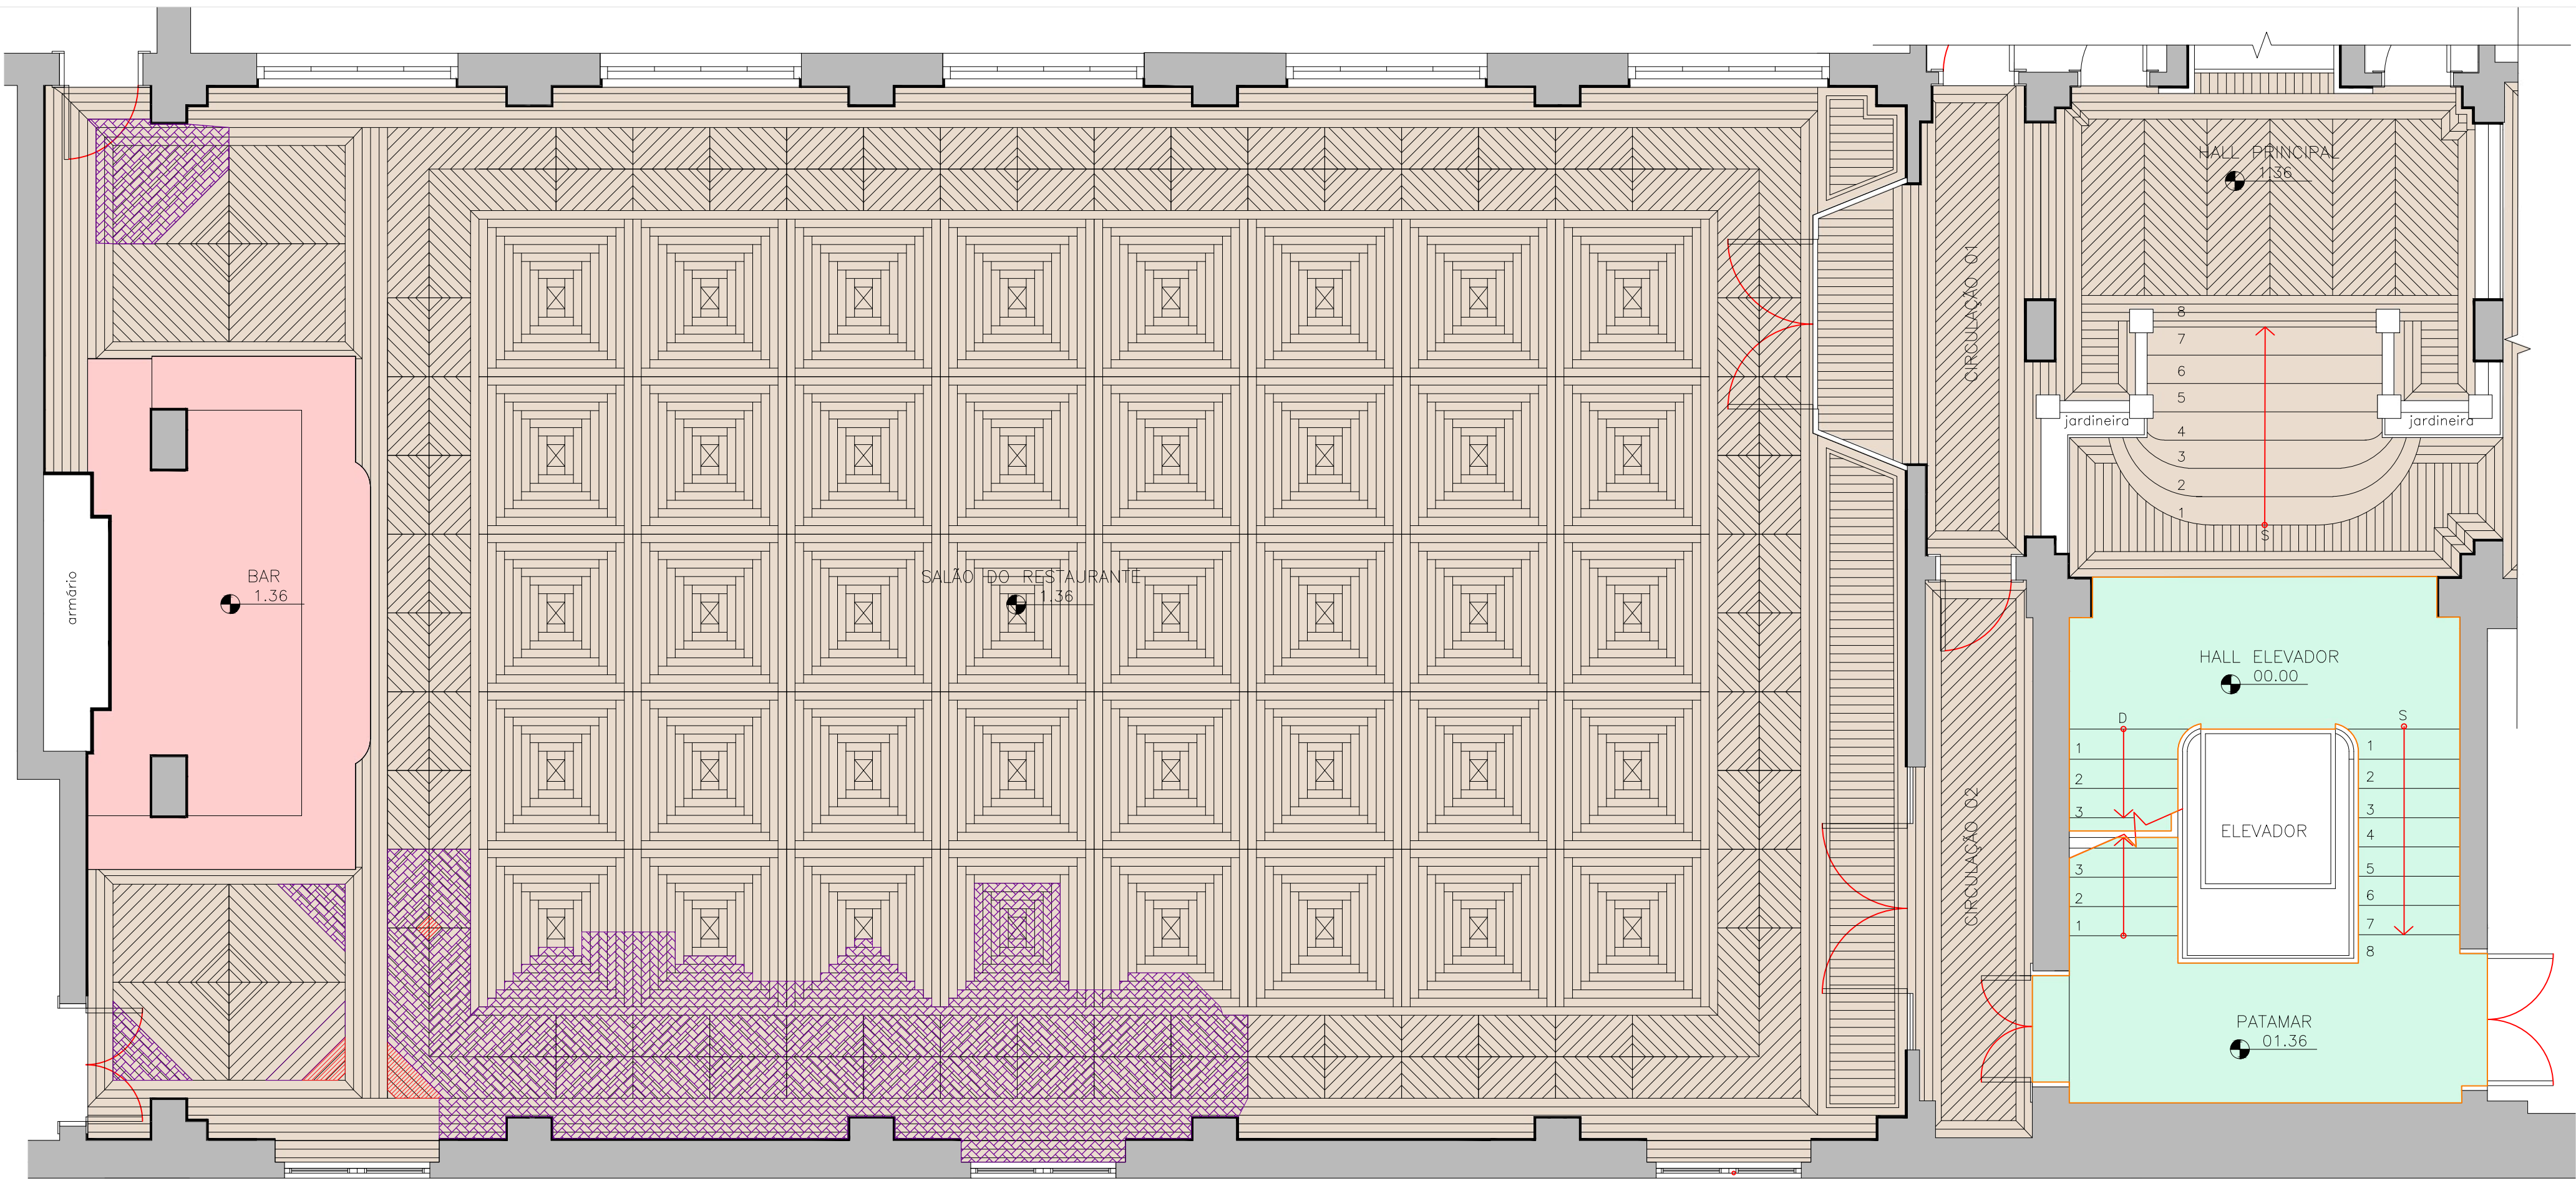 HALL PRINCIPAL
1.36
CIRCULAÇÃO 01
8
7
6
5
4
3
2
1
S
jardineira
jardineira
armário
BAR
1.36
SALÃO DO RESTAURANTE
1.36
HALL ELEVADOR
00.00
D
1
2
3
3
2
1
S
1
2
3
4
5
6
7
8
ELEVADOR
CIRCULAÇÃO 02
PATAMAR
01.36